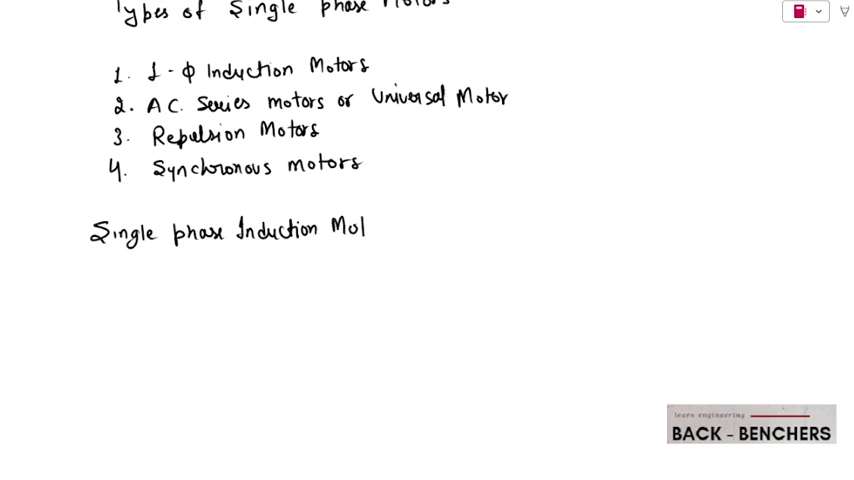 Types of Single phase Motors
1. 1-ϕ Induction Motors
2. A.C. Series motors or Universal Motor
3. Repulsion Motors
4. Synchronous motors
Single phase Induction Mot
learn engineering
BACK - BENCHERS